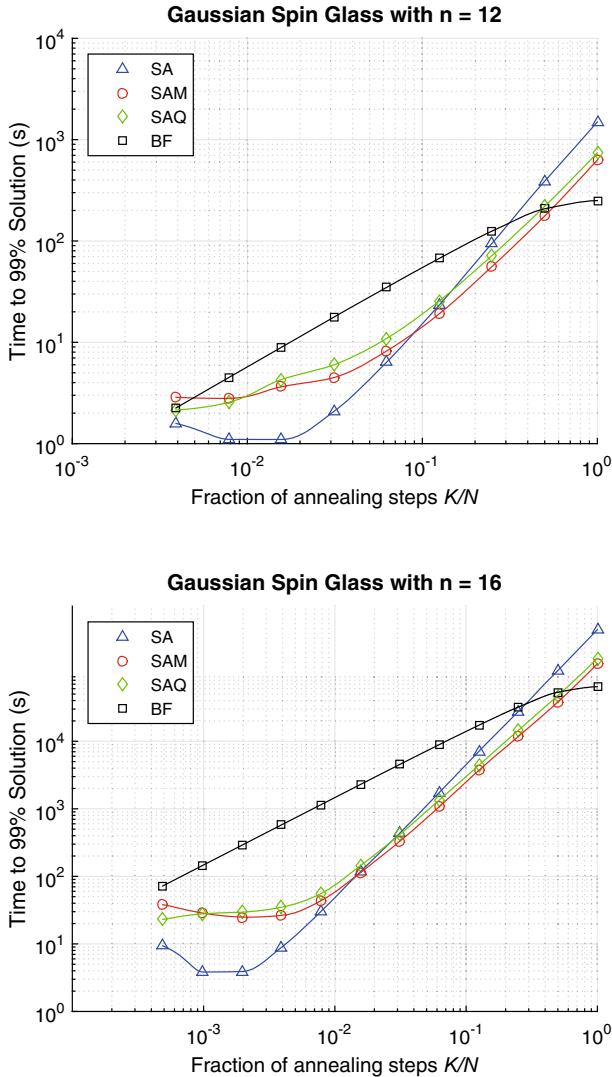 Gaussian Spin Glass with n = 12
Time to 99% Solution (s)
10^4
10^3
10^2
10^1
10^0
SA
SAM
SAQ
BF
10^-3
10^-2
10^-1
10^0
Fraction of annealing steps K/N
Gaussian Spin Glass with n = 16
Time to 99% Solution (s)
10^4
10^3
10^2
10^1
10^0
SA
SAM
SAQ
BF
10^-3
10^-2
10^-1
10^0
Fraction of annealing steps K/N